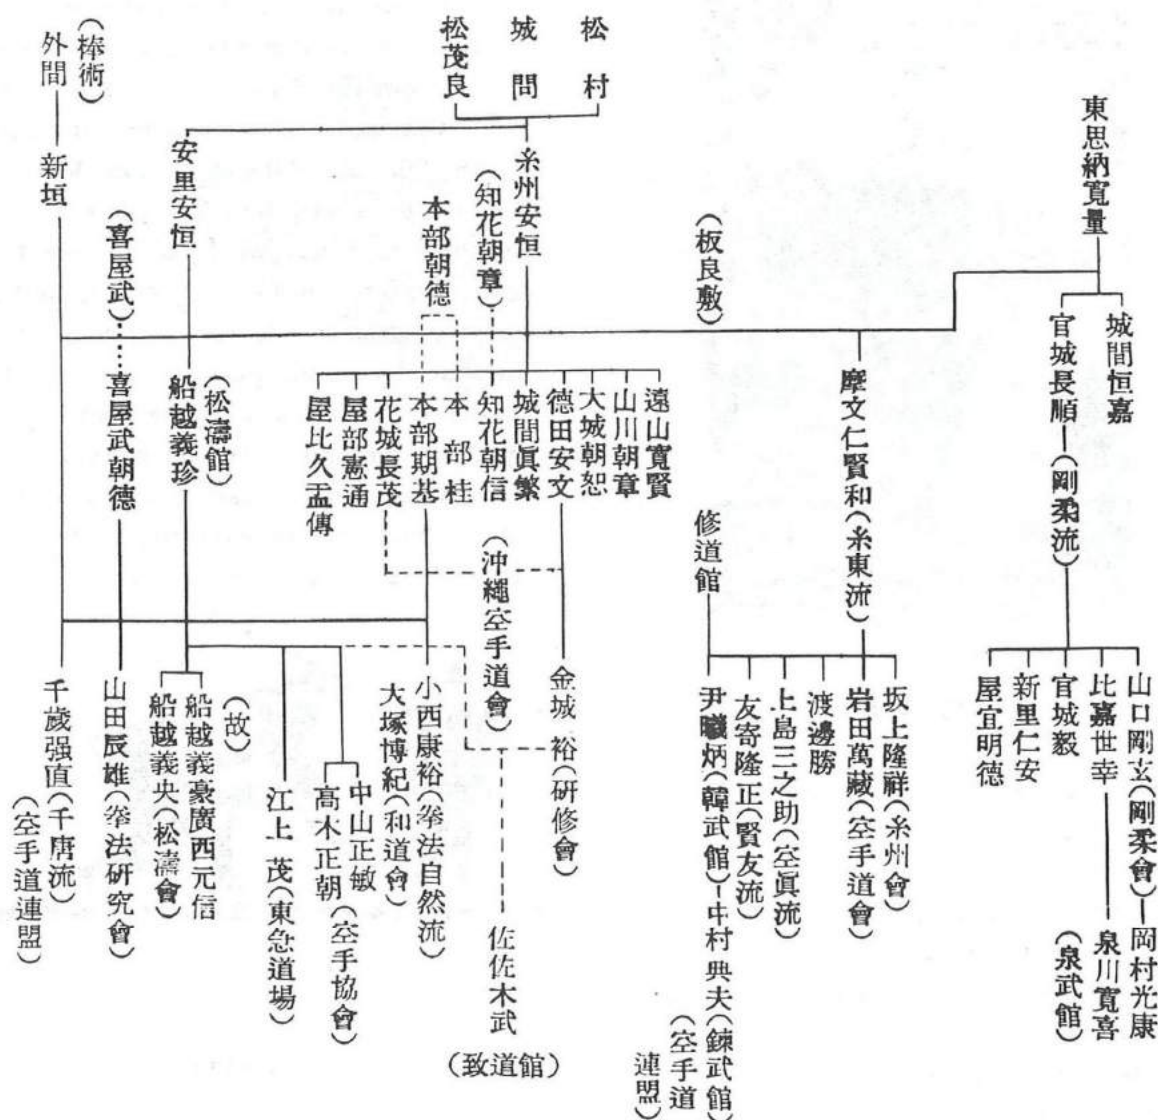 東恩納寬量
城間恒嘉
官城長順(剛柔流)
山口剛玄(剛柔會)—岡村光康
比嘉世幸…泉川寬喜
(泉武館)
官城毅
新里仁安
屋宜明德
松村
城間
松茂良
糸州安恒
(知花朝章)
本部朝德
安里安恒
(棒術)
外間
新垣
(喜屋武)……喜屋武朝德
(板良敷)
摩文仁賢和(糸東流)
遠山寬賢
山川朝章
大城朝恕
德田安文
城間眞繁
知花朝信
本部桂
本部期基
花城長茂
屋部憲通
屋比久孟傳
(松濤館)
船越義珍
修道館
(沖繩空手道會)
坂上隆祥(糸州會)
岩田萬藏(空手道會)
渡邊勝
上島三之助(空眞流)
友寄隆正(賢友流)
尹曦炳(韓武館)-中村典夫(鍊武館)
(空手道
連盟)
金城裕(研修會)
佐佐木武
(致道館)
小西康裕(拳法自然流)
大塚博紀(和道會)
中山正敏
高木正朝(空手協會)
江上茂(東急道場)
(故)
船越義豪廣西元信
船越義央(松濤會)
山田辰雄(拳法研究會)
千歲强直(千唐流)
(空手道連盟)